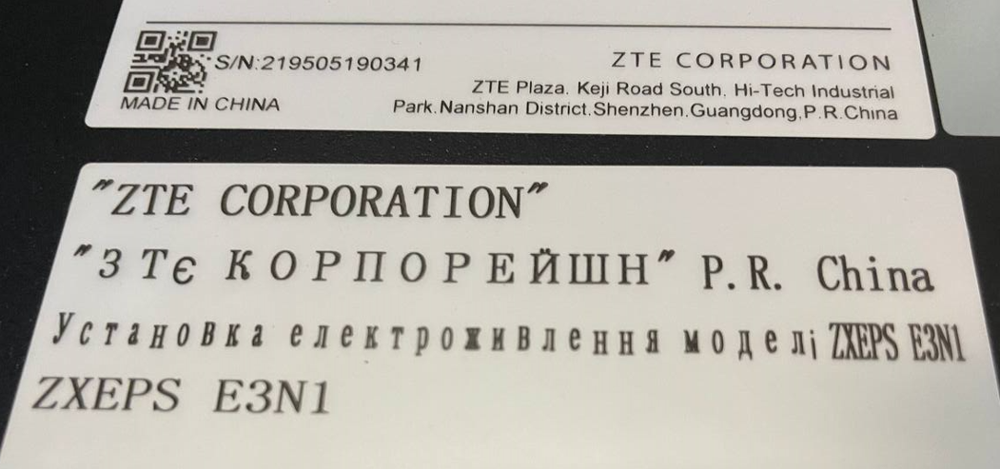 S/N:219505190341
MADE IN CHINA
ZTE CORPORATION
ZTE Plaza, Keji Road South, Hi-Tech Industrial
Park,Nanshan District,Shenzhen,Guangdong,P.R.China
"ZTE CORPORATION"
"З Тє КОРПОРЕЙШН" P.R. China
Установка електроживлення моделі ZXEPS E3N1
ZXEPS E3N1